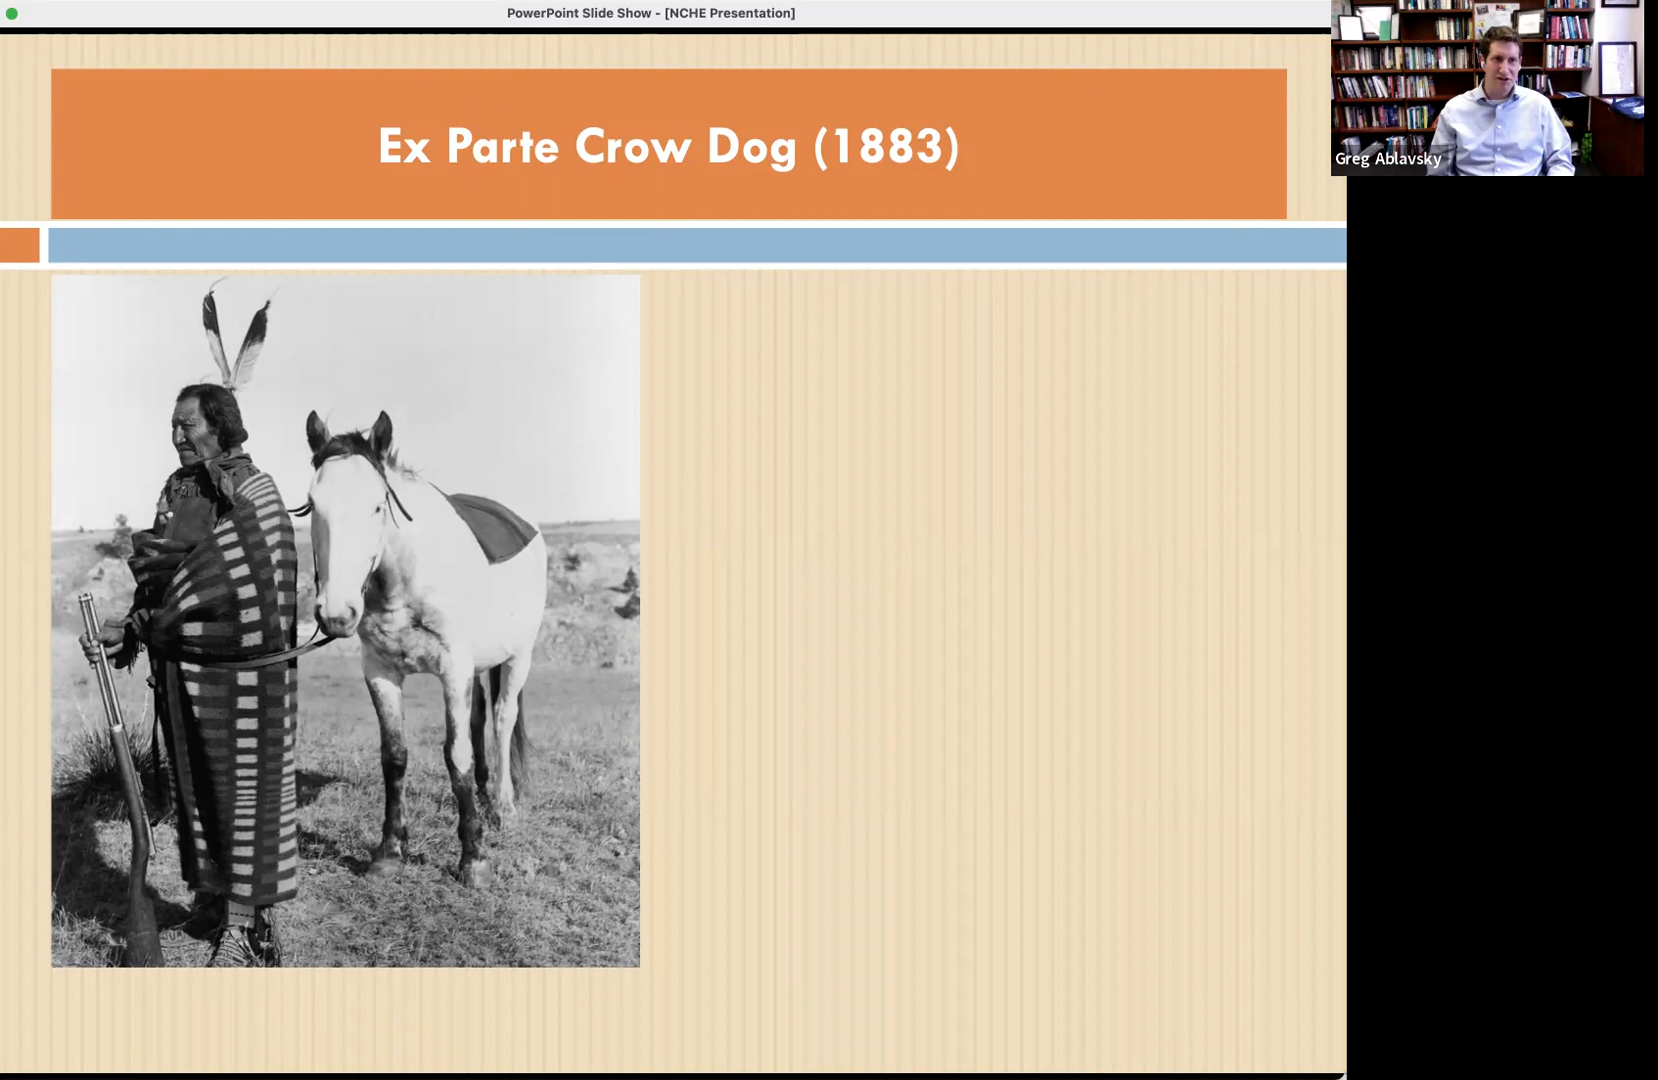 PowerPoint Slide Show - [NCHE Presentation]
Ex Parte Crow Dog (1883)
Greg Ablavsky